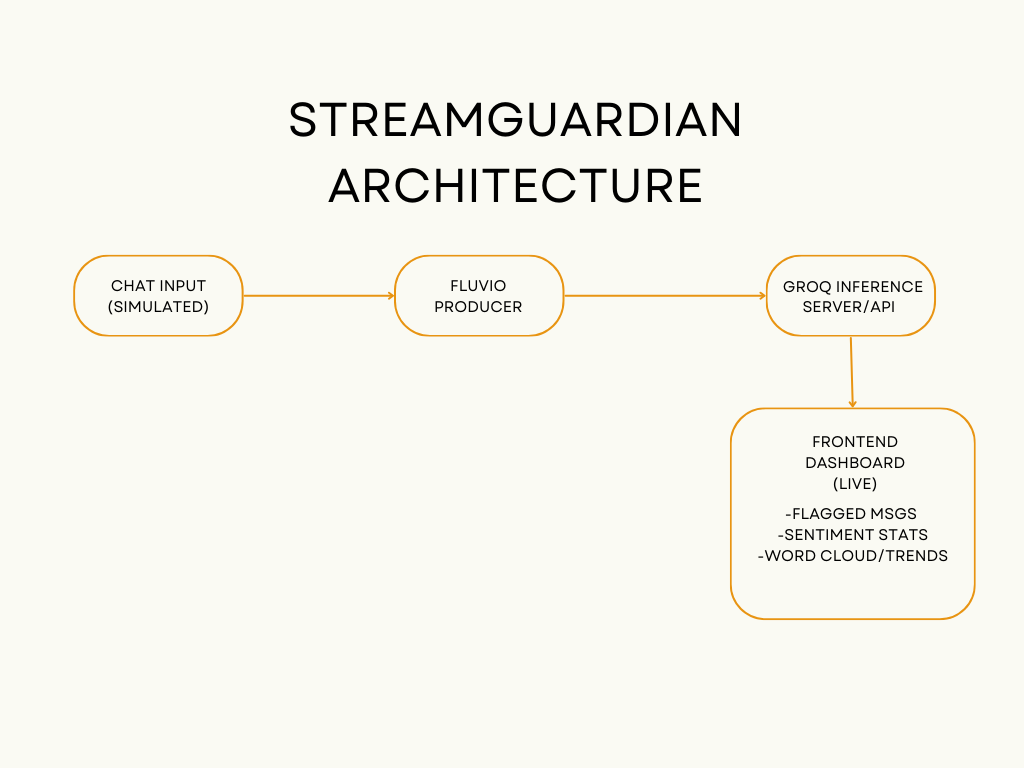 STREAMGUARDIAN
ARCHITECTURE
CHAT INPUT
(SIMULATED)
FLUVIO
PRODUCER
GROQ INFERENCE
SERVER/API
FRONTEND
DASHBOARD
(LIVE)
-FLAGGED MSGS
-SENTIMENT STATS
-WORD CLOUD/TRENDS